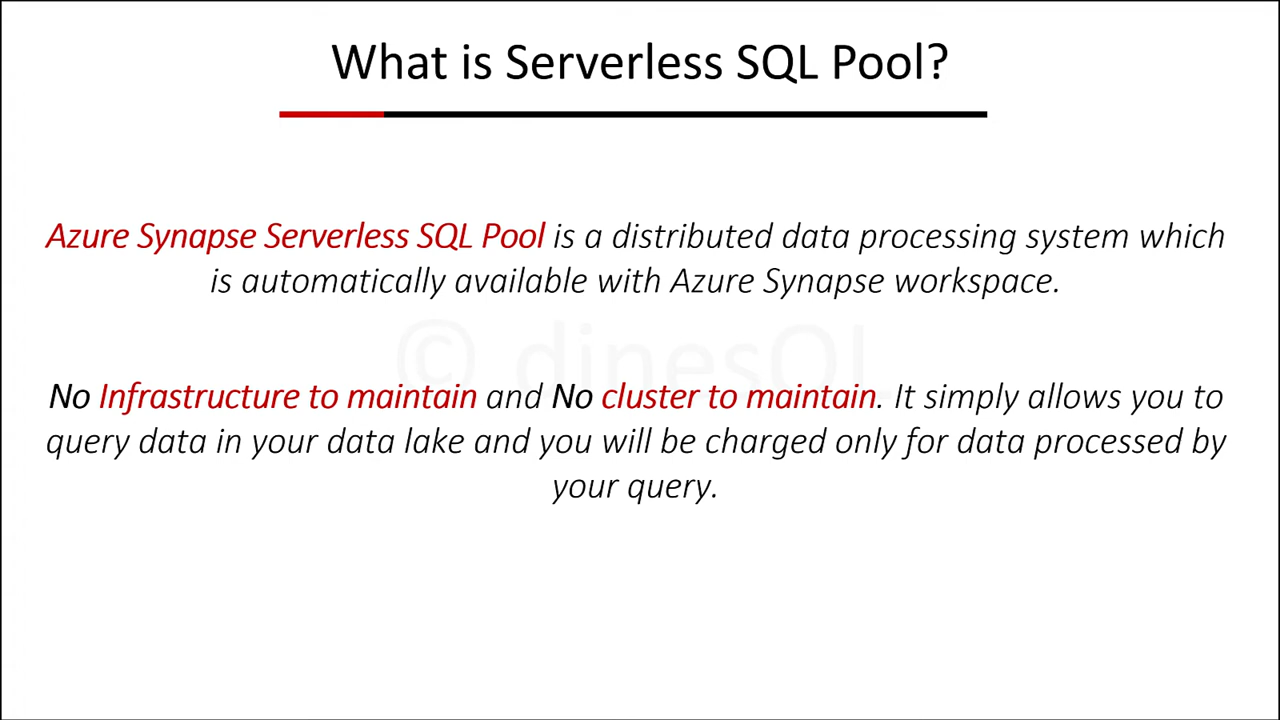 What is Serverless SQL Pool?
Azure Synapse Serverless SQL Pool is a distributed data processing system which
is automatically available with Azure Synapse workspace.
© dinesQL
No Infrastructure to maintain and No cluster to maintain. It simply allows you to
query data in your data lake and you will be charged only for data processed by
your query.